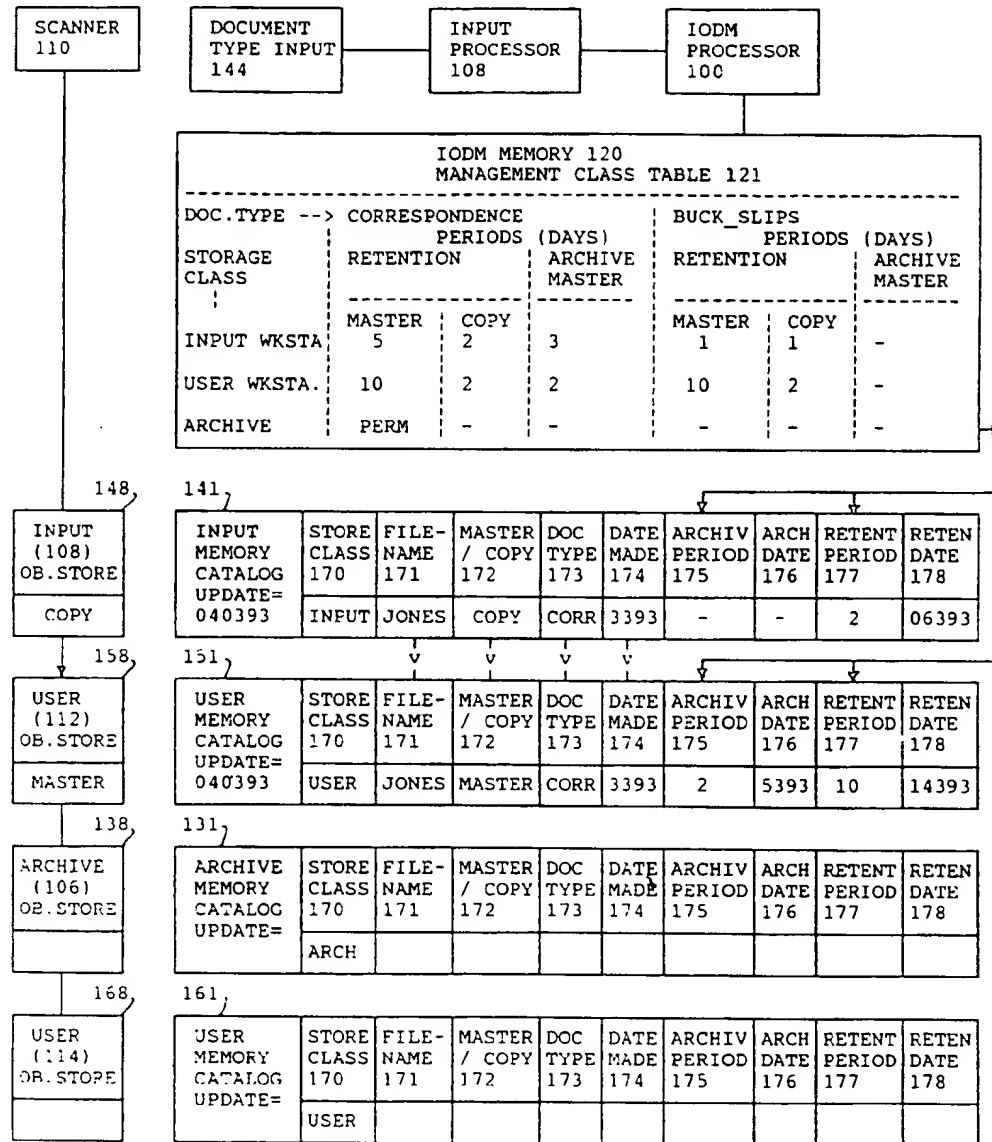 SCANNER
110
DOCUMENT
TYPE INPUT
144
INPUT
PROCESSOR
108
IODM
PROCESSOR
100
IODM MEMORY 120
MANAGEMENT CLASS TABLE 121
DOC.TYPE --> CORRESPONDENCE BUCK_SLIPS
PERIODS (DAYS) PERIODS (DAYS)
STORAGE RETENTION ARCHIVE RETENTION ARCHIVE
CLASS MASTER MASTER
MASTER COPY MASTER COPY
INPUT WKSTA 5 2 3 1 1 -
USER WKSTA. 10 2 2 10 2 -
ARCHIVE PERM - - - - -
148
INPUT
(108)
OB.STORE
COPY
141
INPUT STORE FILE- MASTER DOC DATE ARCHIV ARCH RETENT RETEN
MEMORY CLASS NAME / COPY TYPE MADE PERIOD DATE PERIOD DATE
CATALOG 170 171 172 173 174 175 176 177 178
UPDATE=
040393 INPUT JONES COPY CORR 3393 - - 2 06393
v v v v
158
USER
(112)
OB.STORE
MASTER
151
USER STORE FILE- MASTER DOC DATE ARCHIV ARCH RETENT RETEN
MEMORY CLASS NAME / COPY TYPE MADE PERIOD DATE PERIOD DATE
CATALOG 170 171 172 173 174 175 176 177 178
UPDATE=
040393 USER JONES MASTER CORR 3393 2 5393 10 14393
138
ARCHIVE
(106)
OB.STORE
131
ARCHIVE STORE FILE- MASTER DOC DATE ARCHIV ARCH RETENT RETEN
MEMORY CLASS NAME / COPY TYPE MADE PERIOD DATE PERIOD DATE
CATALOG 170 171 172 173 174 175 176 177 178
UPDATE=
ARCH
168
USER
(114)
OB.STORE
161
USER STORE FILE- MASTER DOC DATE ARCHIV ARCH RETENT RETEN
MEMORY CLASS NAME / COPY TYPE MADE PERIOD DATE PERIOD DATE
CATALOG 170 171 172 173 174 175 176 177 178
UPDATE=
USER